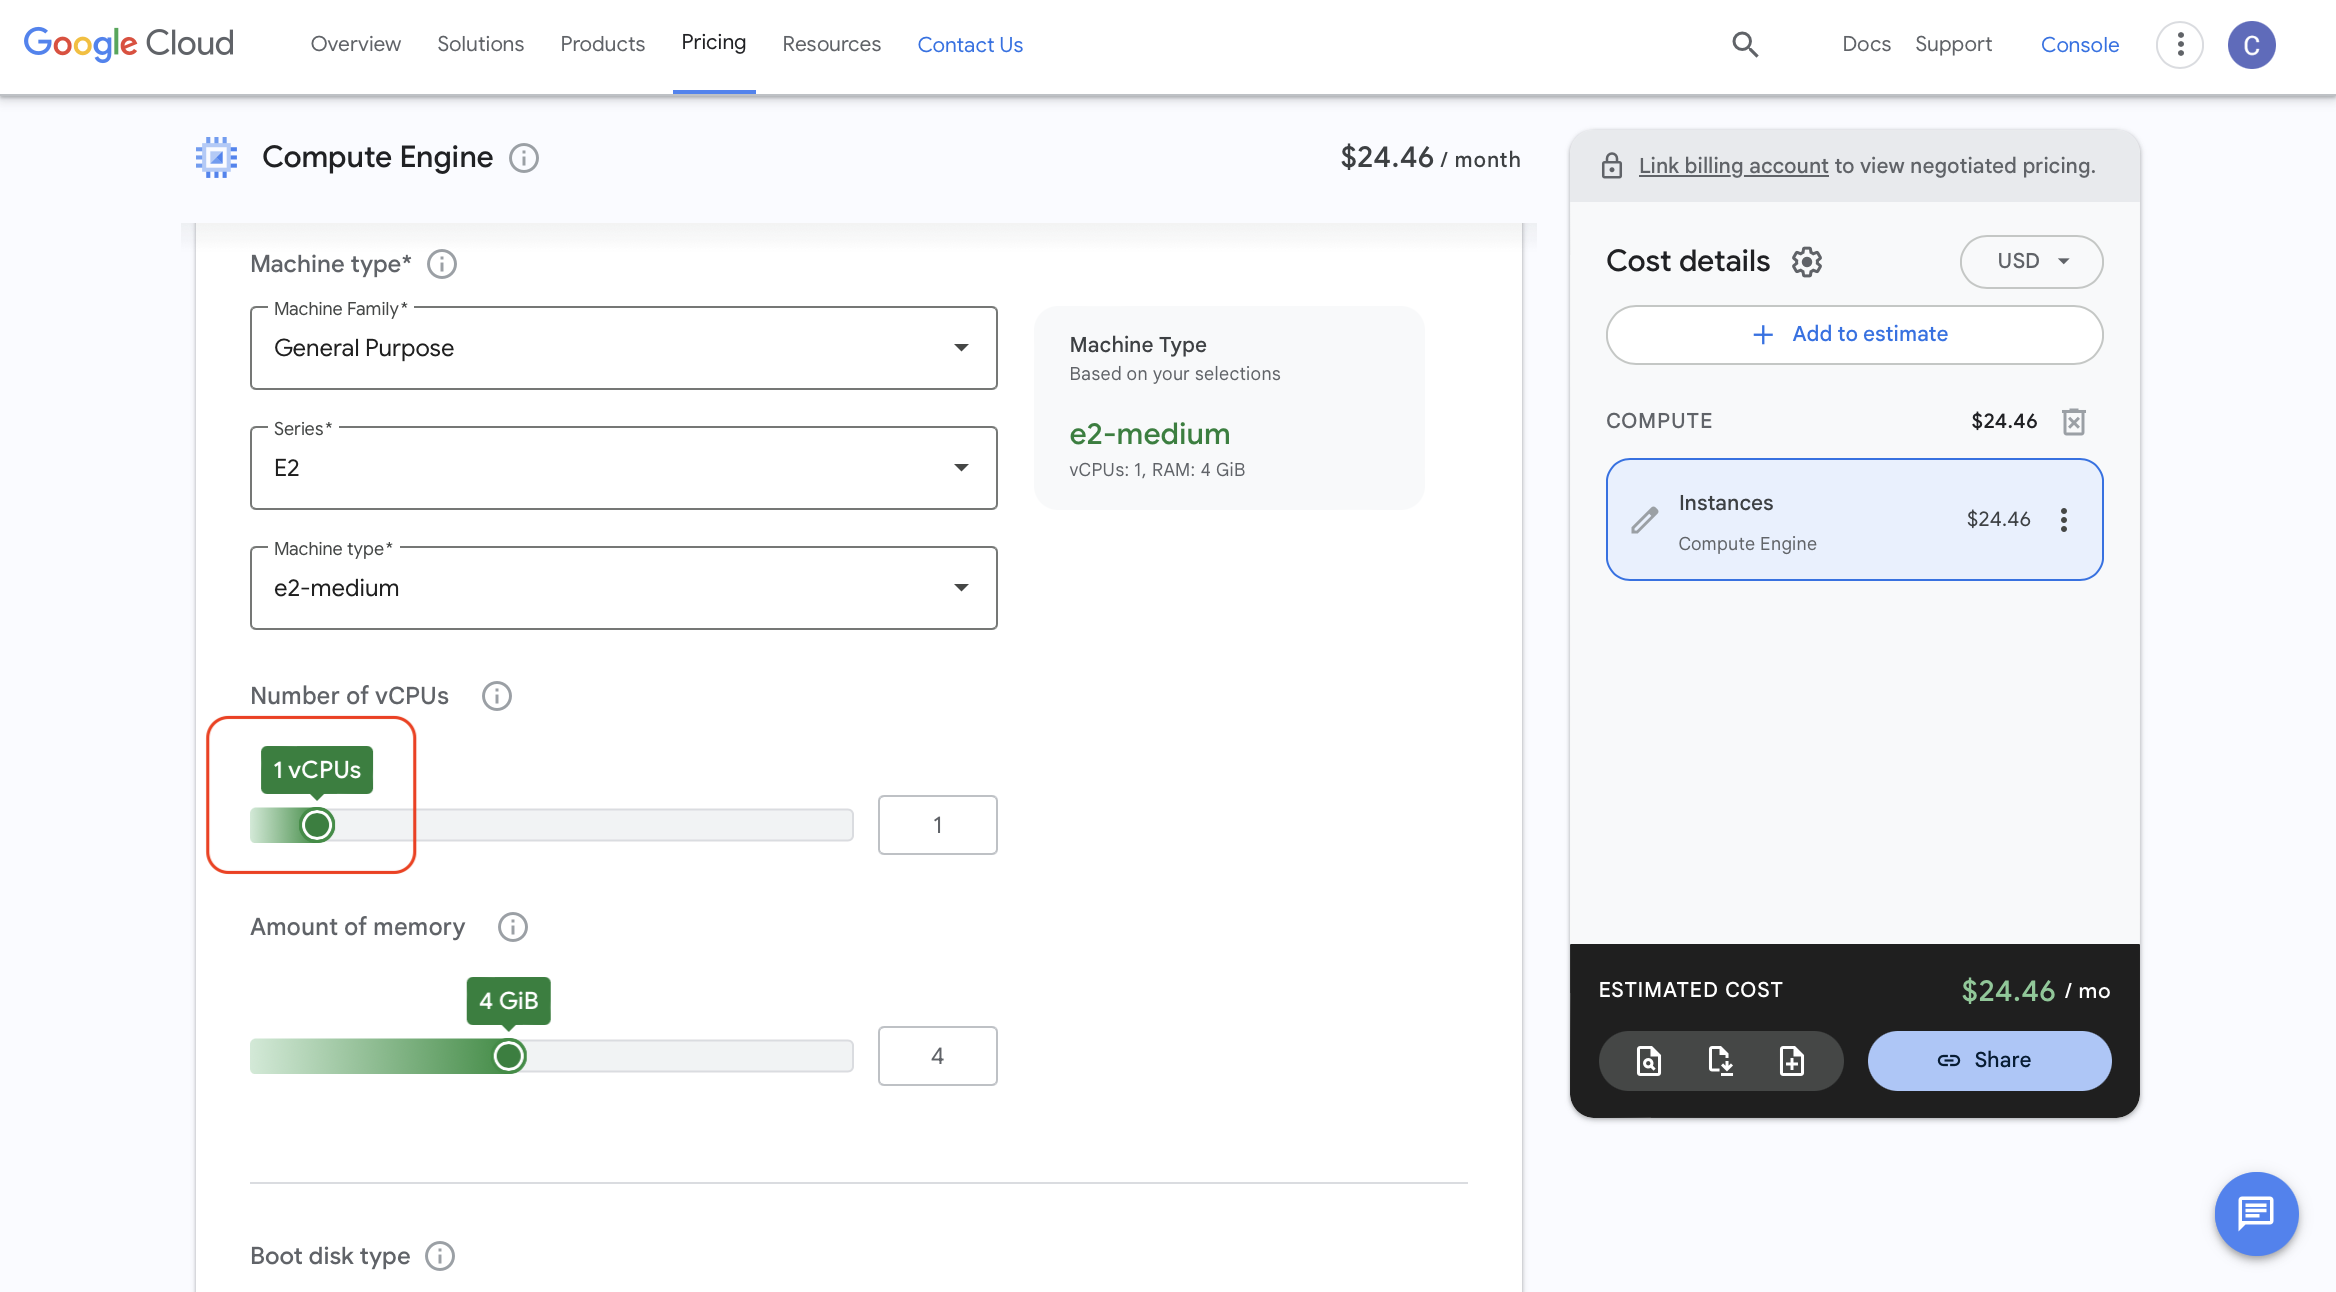 Google Cloud
Overview Solutions Products Pricing Resources Contact Us Docs Support Console C
Compute Engine
$24.46 / month
Machine type*
Machine Family*
General Purpose
Series*
E2
Machine type*
e2-medium
Machine Type
Based on your selections
e2-medium
vCPUs: 1, RAM: 4 GiB
Number of vCPUs
1 vCPUs
1
Amount of memory
4 GiB
4
Boot disk type
Link billing account to view negotiated pricing.
Cost details
USD
Add to estimate
COMPUTE $24.46
Instances
$24.46
Compute Engine
ESTIMATED COST $24.46 / mo
Share